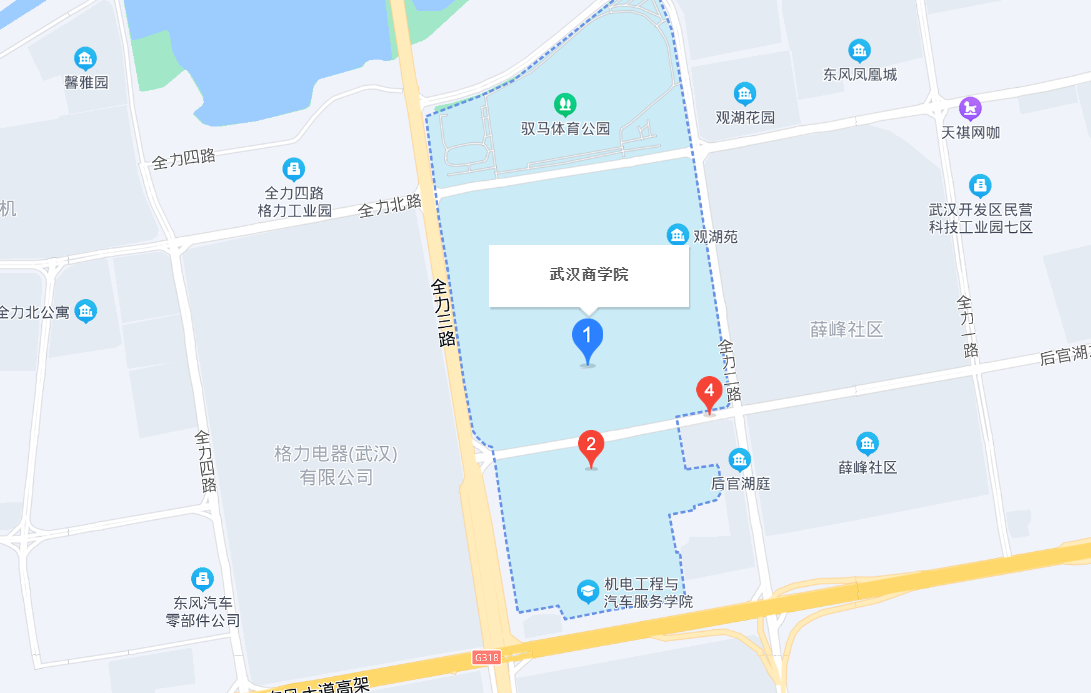 馨雅园
东风凤凰城
观湖花园
驭马体育公园
天祺网咖
全力四路
全力四路
格力工业园
全力北路
机
武汉开发区民营
科技工业园七区
观湖苑
武汉商学院
全力三路
全力北公寓
1
全力一路
薛峰社区
全力二路
后官湖
4
2
格力电器(武汉)
有限公司
全力四路
薛峰社区
后官湖庭
机电工程与
汽车服务学院
东风汽车
零部件公司
G318
东风大道高架